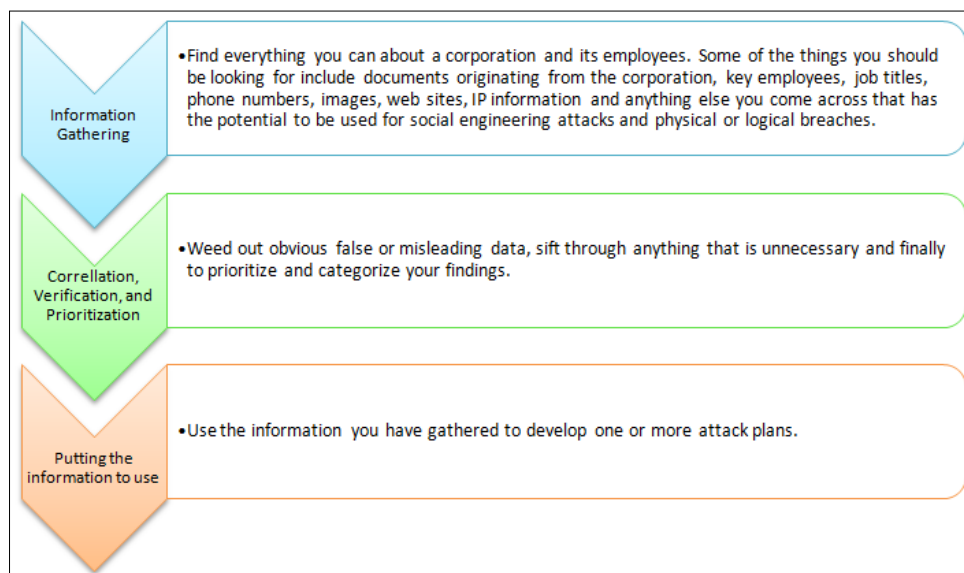 Information
Gathering
•Find everything you can about a corporation and its employees. Some of the things you should
be looking for include documents originating from the corporation, key employees, job titles,
phone numbers, images, web sites, IP information and anything else you come across that has
the potential to be used for social engineering attacks and physical or logical breaches.
Correllation,
Verification, and
Prioritization
•Weed out obvious false or misleading data, sift through anything that is unnecessary and finally
to prioritize and categorize your findings.
Putting the
information to use
•Use the information you have gathered to develop one or more attack plans.